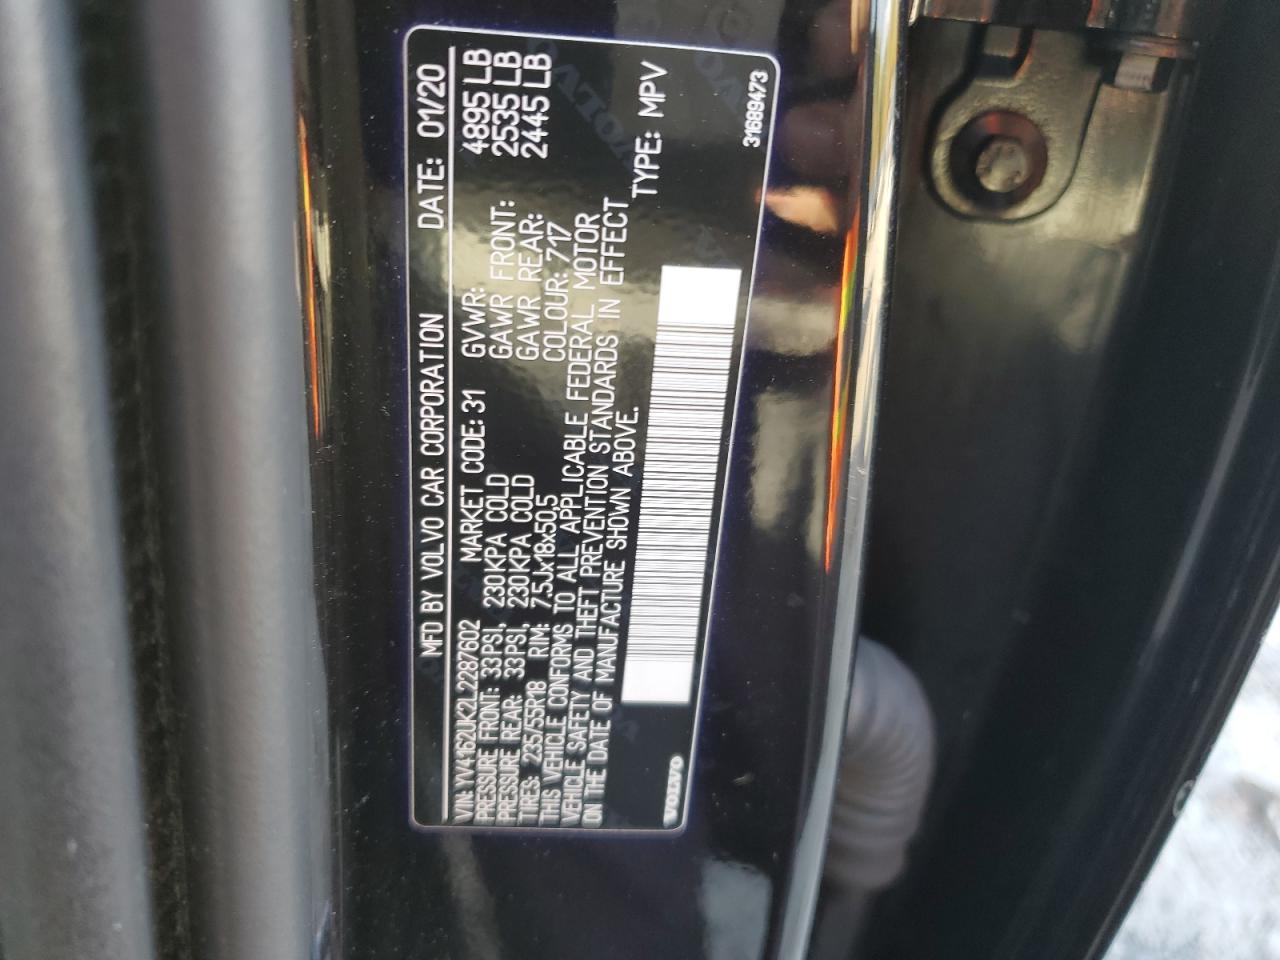 MFD BY VOLVO CAR CORPORATION DATE: 01/20
VIN: YV4162UK2L2287602 MARKET CODE: 31 GVWR: 4895 LB
PRESSURE FRONT: 33PSI, 230KPA COLD GAWR FRONT: 2535 LB
PRESSURE REAR: 33PSI, 230KPA COLD GAWR REAR: 2445 LB
TIRES: 235/55R18 RIM: 7.5Jx18x50,5 COLOUR: 717
THIS VEHICLE CONFORMS TO ALL APPLICABLE FEDERAL MOTOR
VEHICLE SAFETY AND THEFT PREVENTION STANDARDS IN EFFECT
ON THE DATE OF MANUFACTURE SHOWN ABOVE. TYPE: MPV
VOLVO 31689473